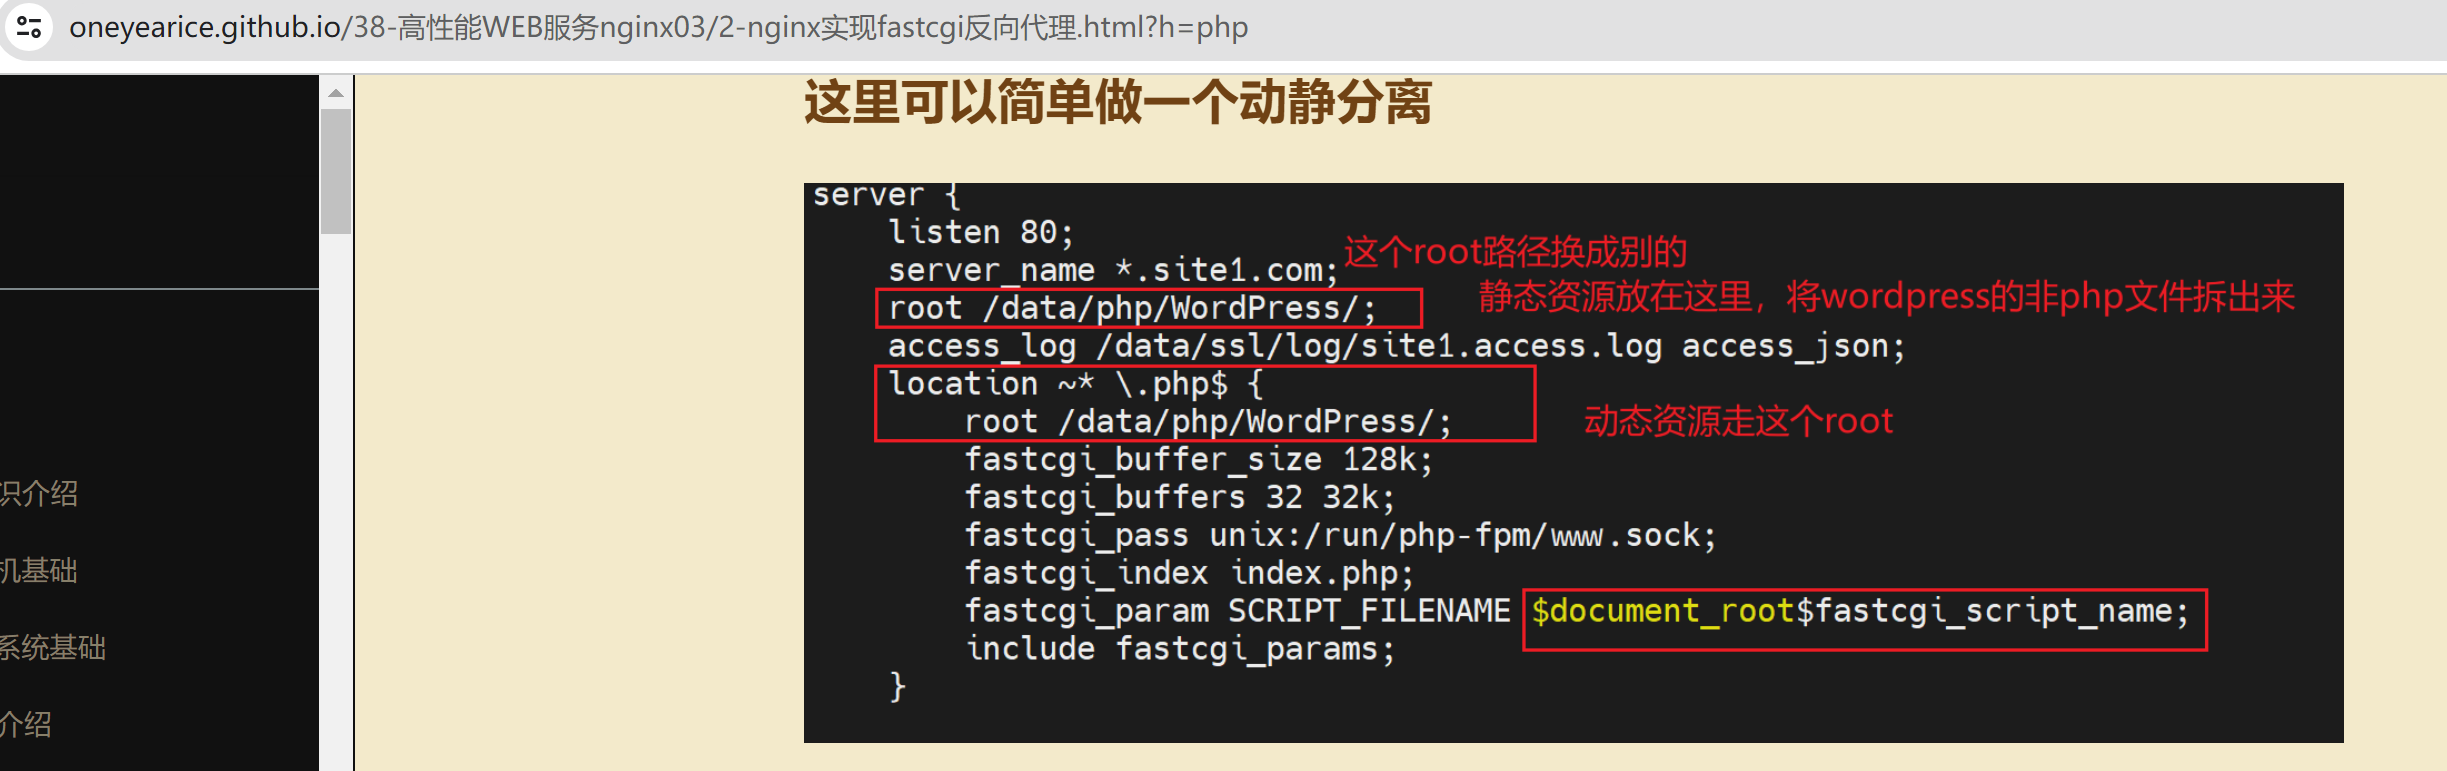 oneyearice.github.io/38-高性能WEB服务nginx03/2-nginx实现fastcgi反向代理.html?h=php
这里可以简单做一个动静分离
server {
listen 80;
server_name *.site1.com;
这个root路径换成别的
root /data/php/WordPress/;
静态资源放在这里，将wordpress的非php文件拆出来
access_log /data/ssl/log/site1.access.log access_json;
location ~* \.php$ {
root /data/php/WordPress/;
动态资源走这个root
fastcgi_buffer_size 128k;
fastcgi_buffers 32 32k;
fastcgi_pass unix:/run/php-fpm/www.sock;
fastcgi_index index.php;
fastcgi_param SCRIPT_FILENAME $document_root$fastcgi_script_name;
include fastcgi_params;
}
识介绍
机基础
系统基础
介绍